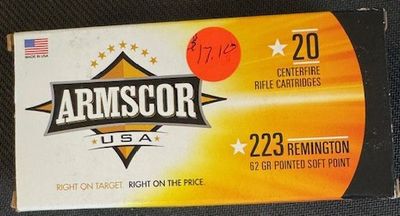 MADE IN USA
$17.10
★20
CENTERFIRE
RIFLE CARTRIDGES
ARMSCOR
USA
★223 REMINGTON
62 GR POINTED SOFT POINT
RIGHT ON TARGET. RIGHT ON THE PRICE.